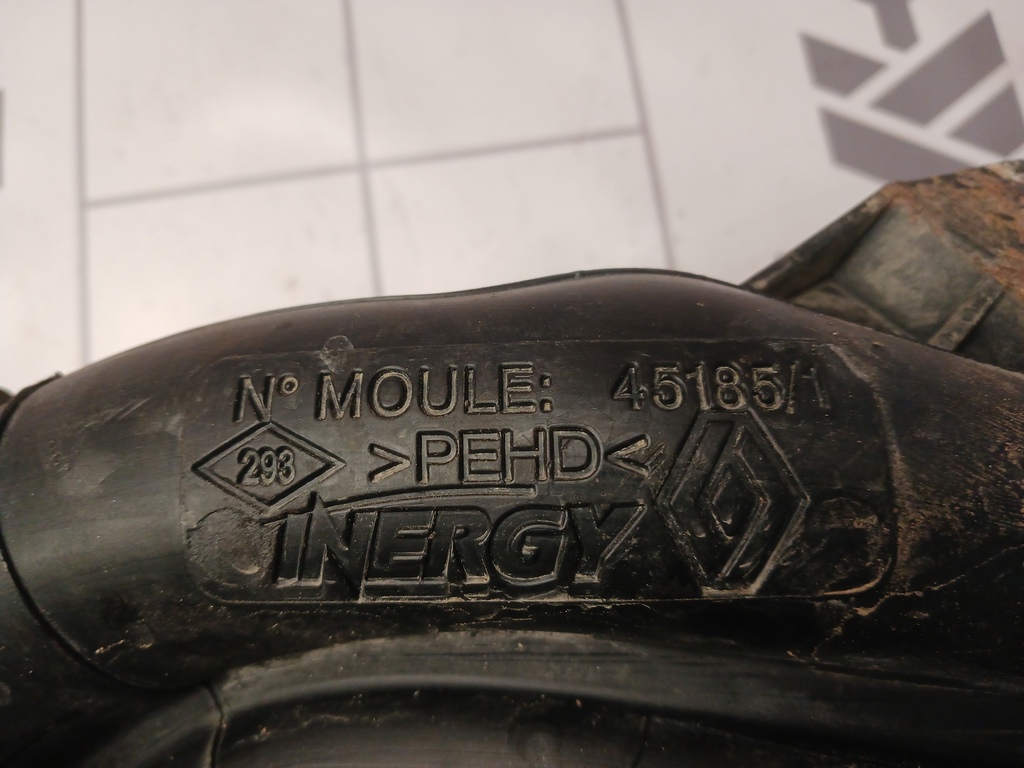 N° MOULE: 45185/1
293 >PEHD<
INERGY